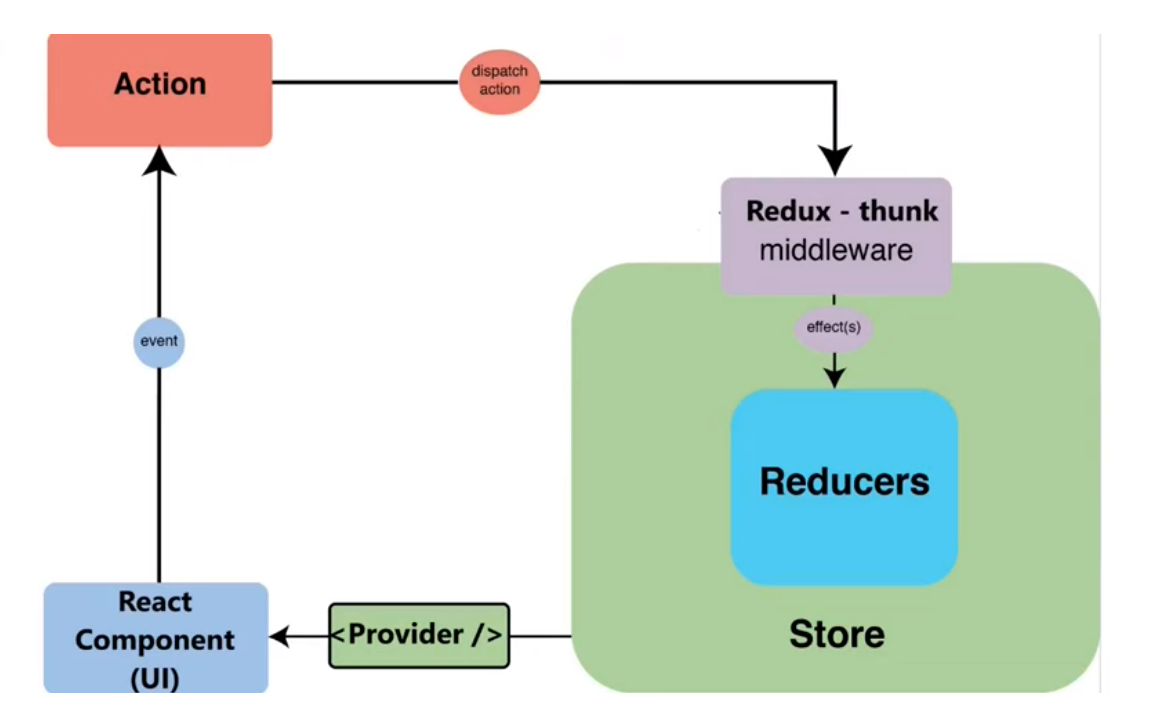 Action
dispatch
action
Redux - thunk
middleware
effect(s)
event
Reducers
React
Component
(UI)
<Provider />
Store